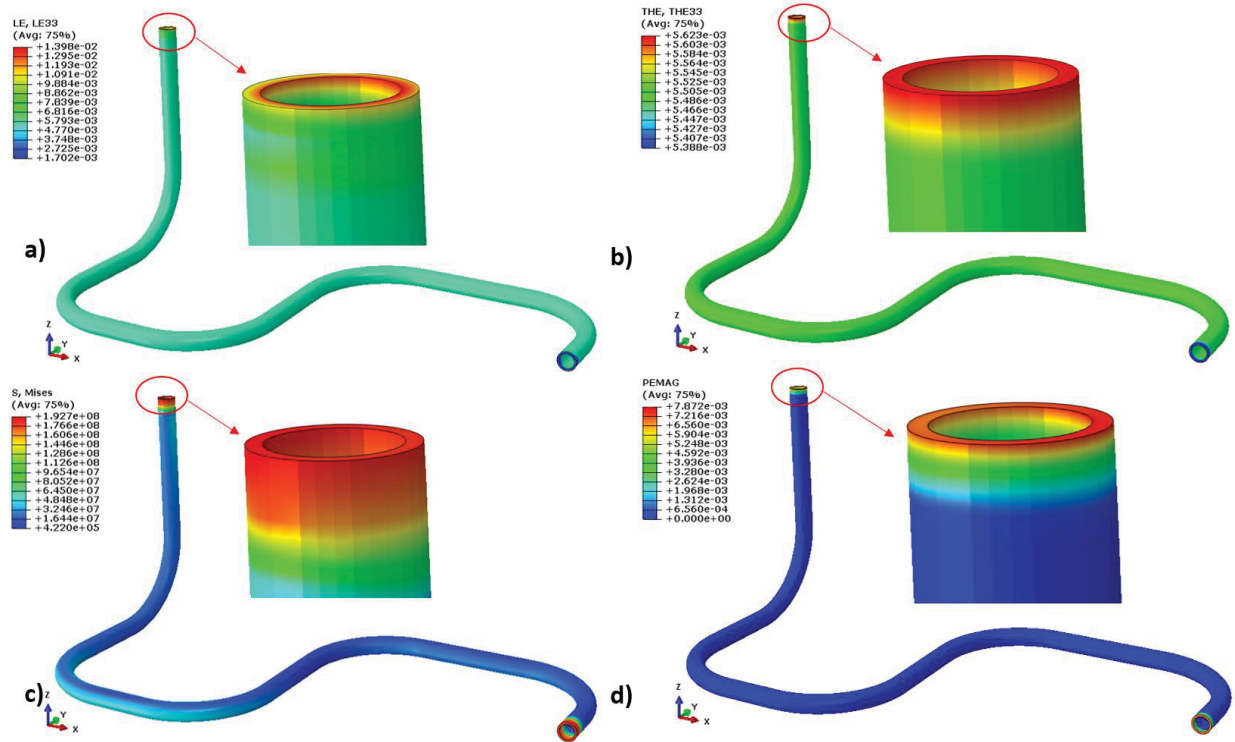 LE, LE33
(Avg: 75%)
+1.398e-02
+1.295e-02
+1.193e-02
+1.091e-02
+9.884e-03
+8.862e-03
+7.839e-03
+6.816e-03
+5.793e-03
+4.770e-03
+3.748e-03
+2.725e-03
+1.702e-03
a)
Z
Y
X
THE, THE33
(Avg: 75%)
+5.623e-03
+5.603e-03
+5.584e-03
+5.564e-03
+5.545e-03
+5.525e-03
+5.505e-03
+5.486e-03
+5.466e-03
+5.447e-03
+5.427e-03
+5.407e-03
+5.388e-03
b)
Z
Y
X
S, Mises
(Avg: 75%)
+1.927e+08
+1.766e+08
+1.606e+08
+1.446e+08
+1.286e+08
+1.126e+08
+9.654e+07
+8.052e+07
+6.450e+07
+4.848e+07
+3.246e+07
+1.644e+07
+4.220e+05
c)
Z
Y
X
PEMAG
(Avg: 75%)
+7.872e-03
+7.216e-03
+6.560e-03
+5.904e-03
+5.248e-03
+4.592e-03
+3.936e-03
+3.280e-03
+2.624e-03
+1.968e-03
+1.312e-03
+6.560e-04
+0.000e+00
d)
Z
Y
X